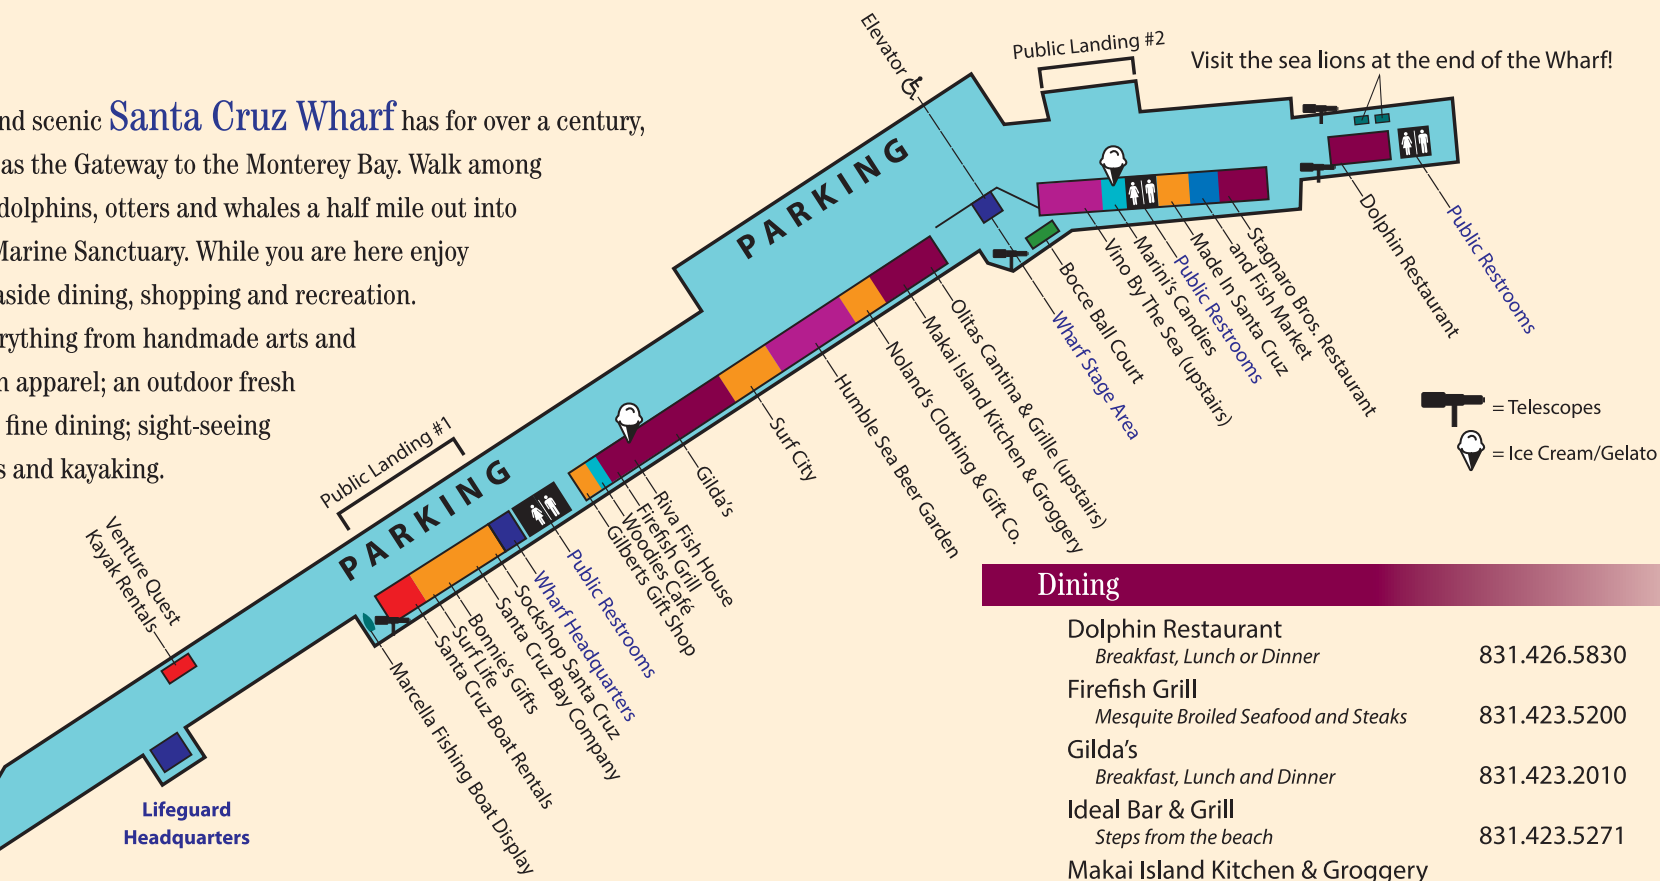 nd scenic Santa Cruz Wharf has for over a century,
as the Gateway to the Monterey Bay. Walk among
dolphins, otters and whales a half mile out into
Marine Sanctuary. While you are here enjoy
aside dining, shopping and recreation.
rything from handmade arts and
n apparel; an outdoor fresh
fine dining; sight-seeing
s and kayaking.
Elevator
Public Landing #2
Visit the sea lions at the end of the Wharf!
PARKING
Public Landing #1
PARKING
Venture Quest
Kayak Rentals
Lifeguard
Headquarters
Marcella Fishing Boat Display
Santa Cruz Boat Rentals
Surf Life
Bonnie's Gifts
Santa Cruz Bay Company
Sockshop Santa Cruz
Wharf Headquarters
Public Restrooms
Gilberts Gift Shop
Woodies Café
Firefish Grill
Riva Fish House
Gilda's
Surf City
Humble Sea Beer Garden
Noland's Clothing & Gift Co.
Makai Island Kitchen & Groggery
Olitas Cantina & Grille (upstairs)
Wharf Stage Area
Bocce Ball Court
Vino By The Sea (upstairs)
Marini's Candies
Public Restrooms
Made In Santa Cruz
Stagnaro Bros. Restaurant
and Fish Market
Dolphin Restaurant
Public Restrooms
= Telescopes
= Ice Cream/Gelato
Dining
Dolphin Restaurant
Breakfast, Lunch or Dinner 831.426.5830
Firefish Grill
Mesquite Broiled Seafood and Steaks 831.423.5200
Gilda's
Breakfast, Lunch and Dinner 831.423.2010
Ideal Bar & Grill
Steps from the beach 831.423.5271
Makai Island Kitchen & Groggery